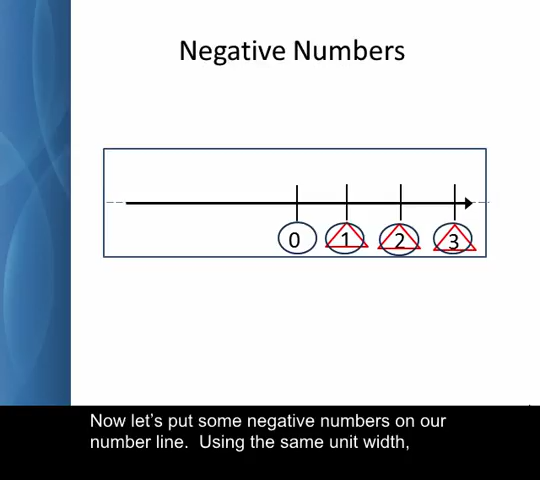 Negative Numbers
0 1 2 3
Now let's put some negative numbers on our
number line.  Using the same unit width,